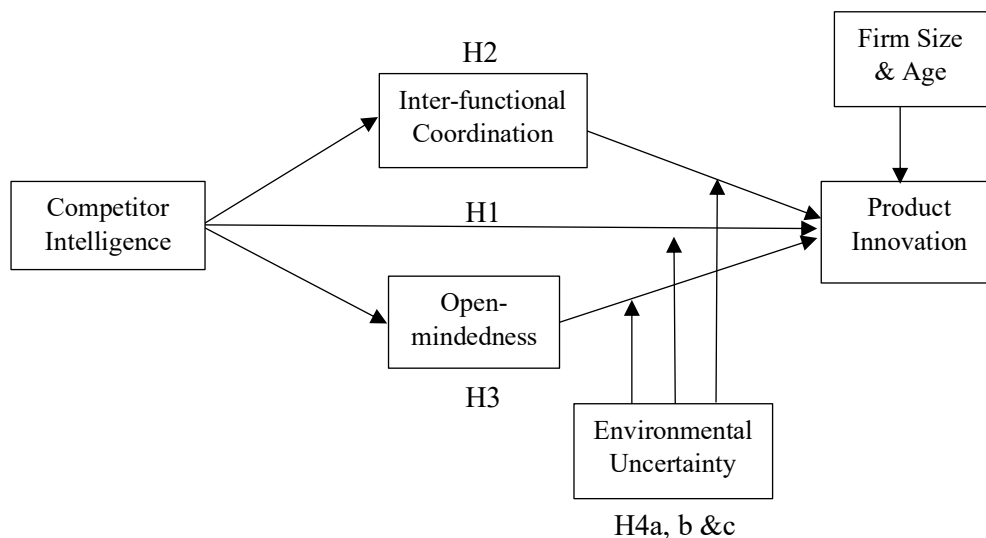 Firm Size
& Age
H2
Inter-functional
Coordination
Competitor
Intelligence
H1
Product
Innovation
Open-
mindedness
H3
Environmental
Uncertainty
H4a, b &c